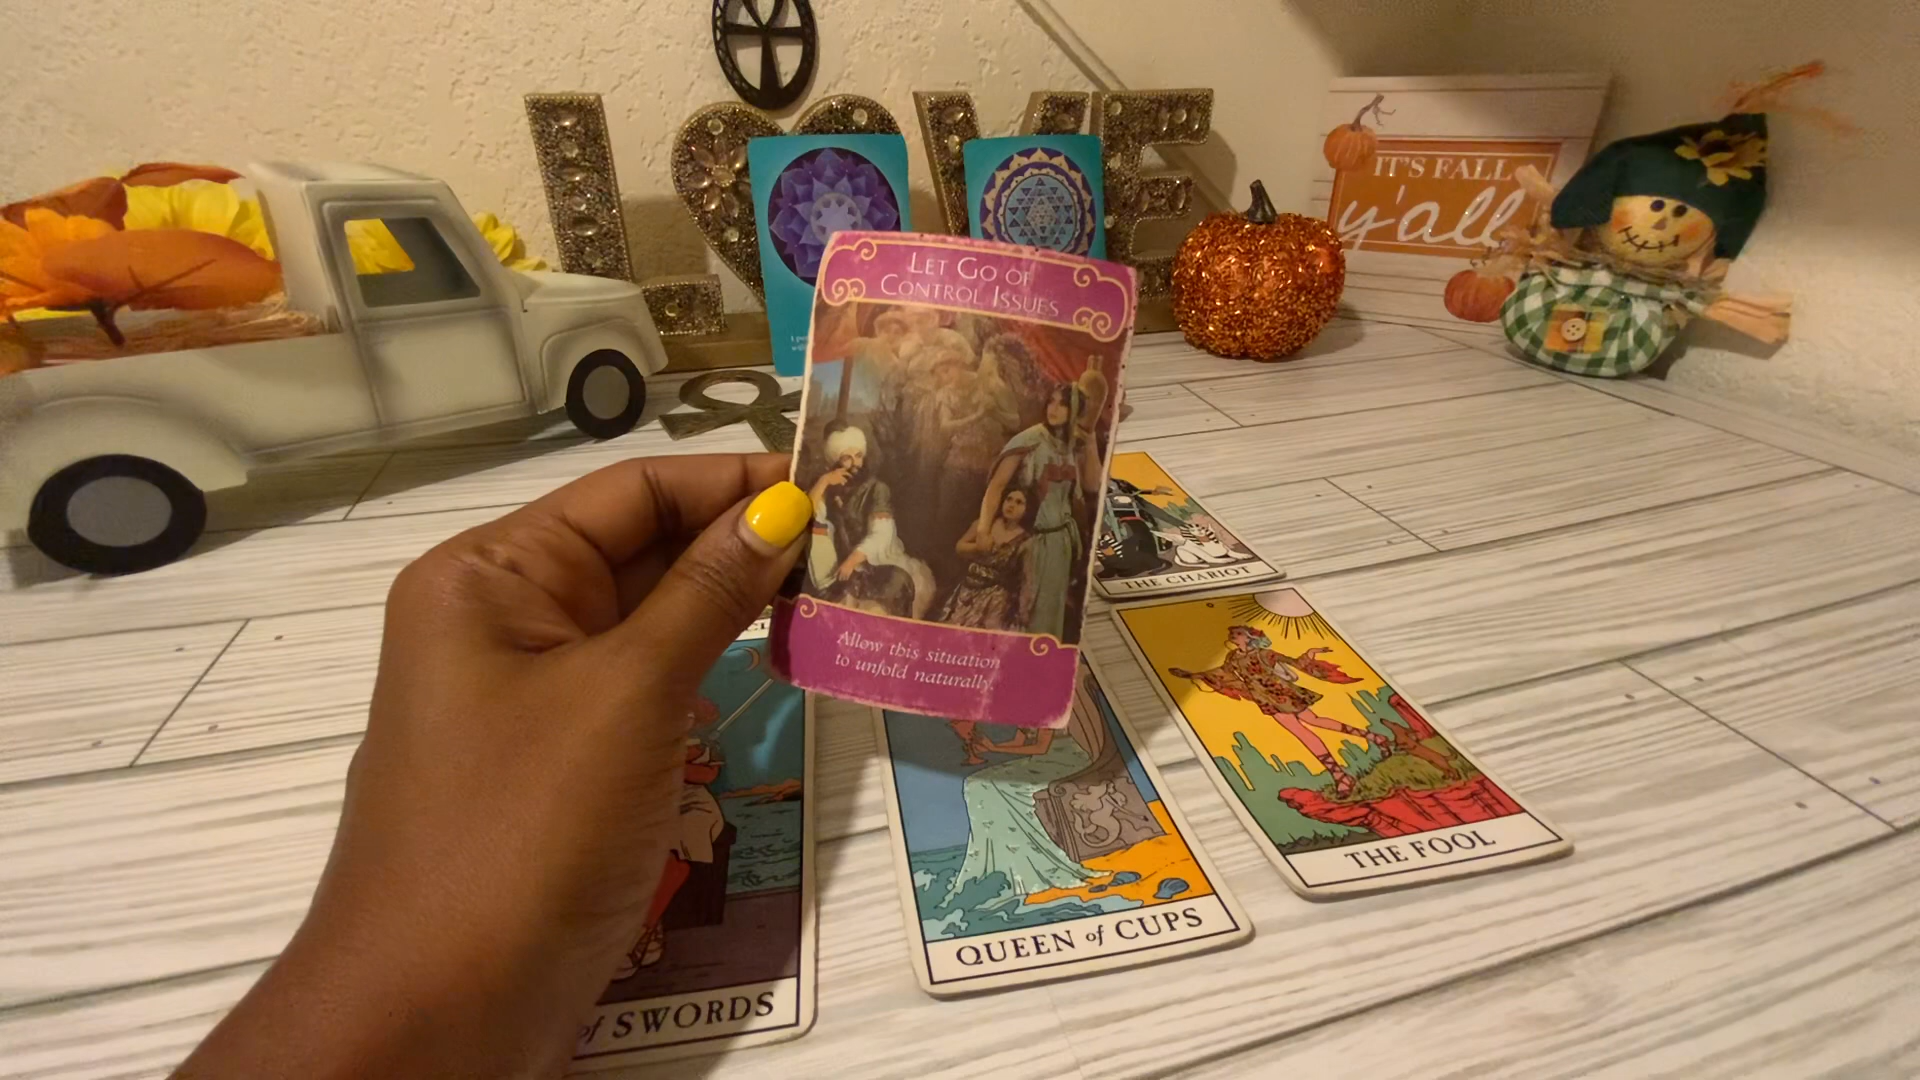 IT'S FALL
y'all
LET GO OF
CONTROL ISSUES
Allow this situation
to unfold naturally.
THE CHARIOT
THE FOOL
QUEEN of CUPS
of SWORDS